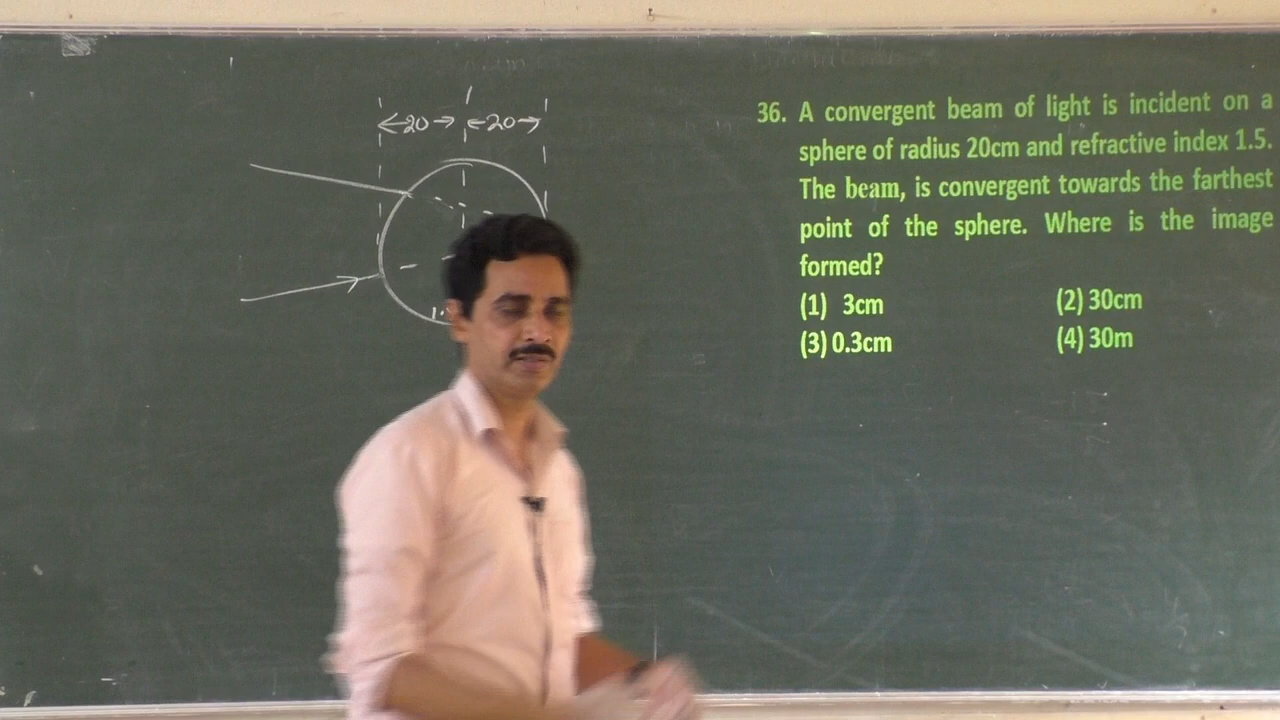 ←20→ ←20→
36. A convergent beam of light is incident on a
sphere of radius 20cm and refractive index 1.5.
The beam, is convergent towards the farthest
point of the sphere. Where is the image
formed?
(1) 3cm (2) 30cm
(3) 0.3cm (4) 30m